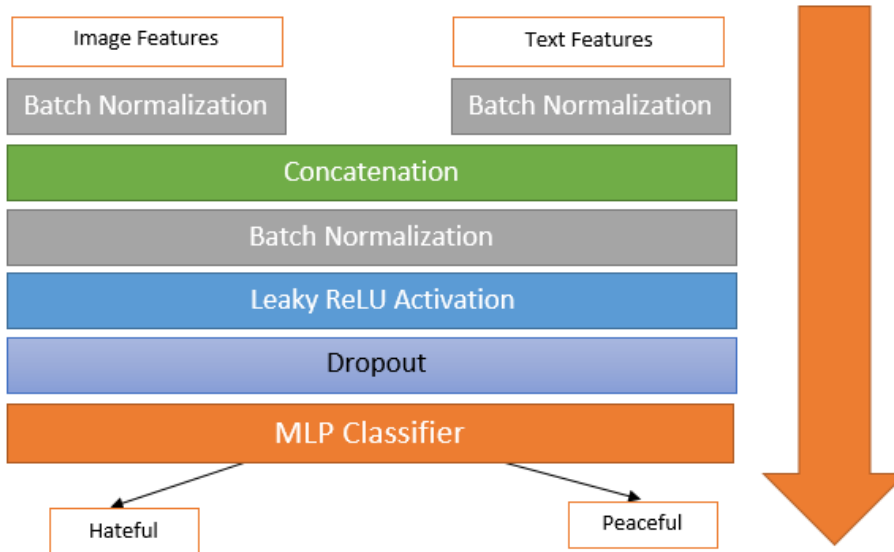 Image Features
Text Features
Batch Normalization
Batch Normalization
Concatenation
Batch Normalization
Leaky ReLU Activation
Dropout
MLP Classifier
Hateful
Peaceful